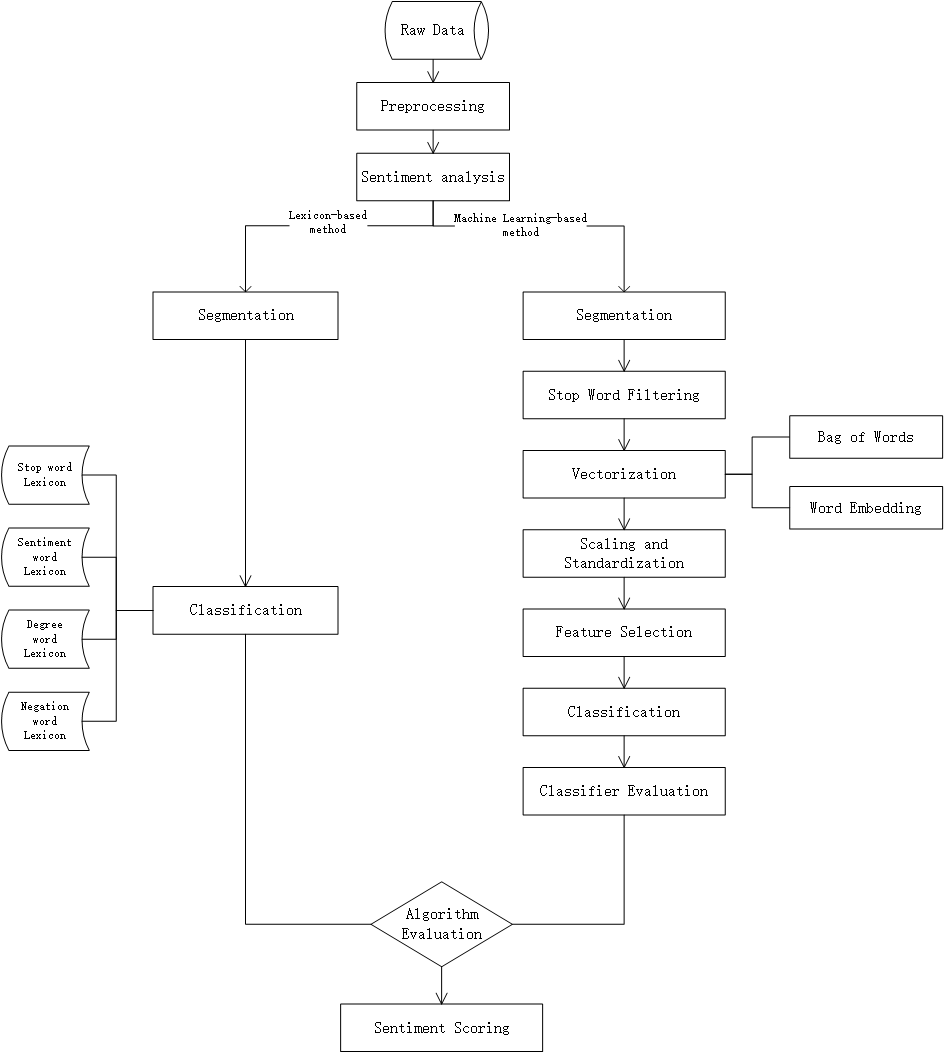 Raw Data
Preprocessing
Sentiment analysis
Lexicon-based
method
Machine Learning-based
method
Segmentation
Segmentation
Stop Word Filtering
Vectorization
Bag of Words
Word Embedding
Stop word
Lexicon
Sentiment
word
Lexicon
Degree
word
Lexicon
Negation
word
Lexicon
Classification
Scaling and
Standardization
Feature Selection
Classification
Classifier Evaluation
Algorithm
Evaluation
Sentiment Scoring